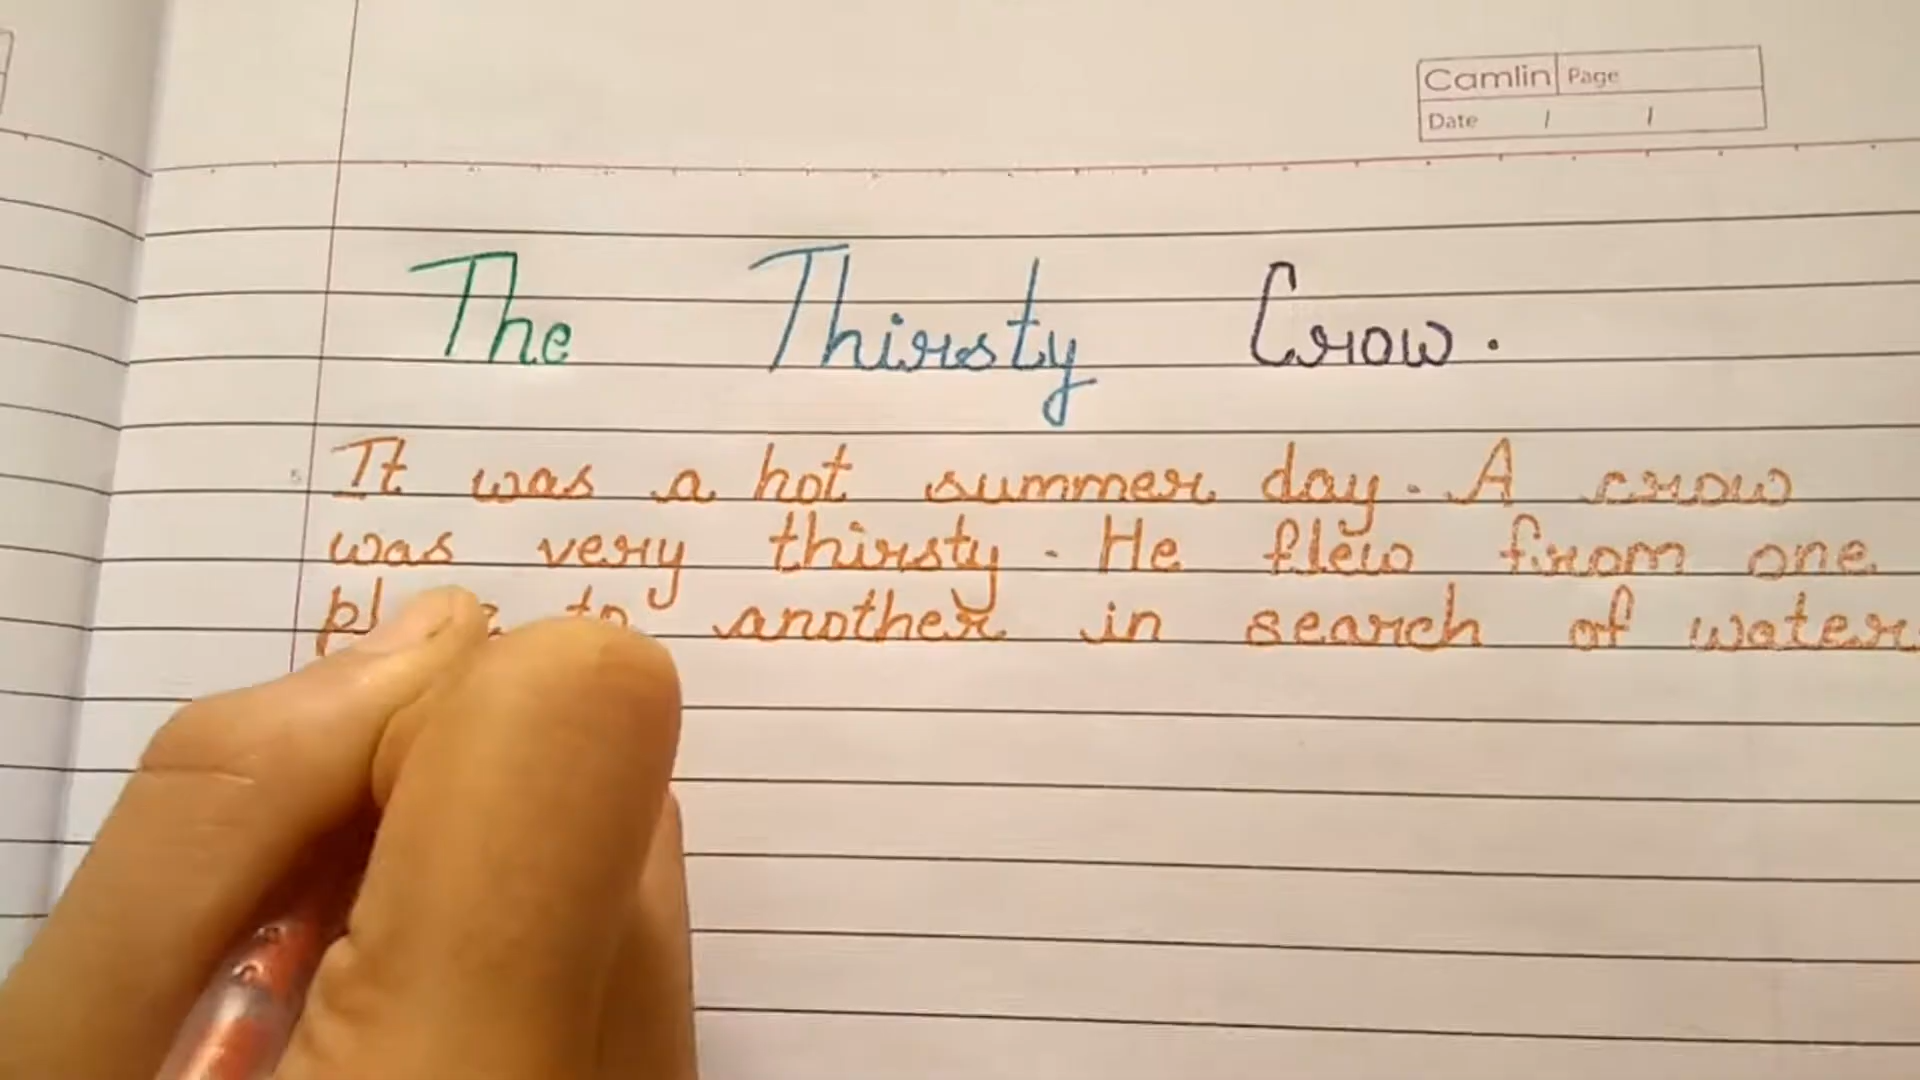 Camlin Page
Date / /
The Thirsty Crow.
It was a hot summer day. A crow
was very thirsty. He flew from one
to another in search of water